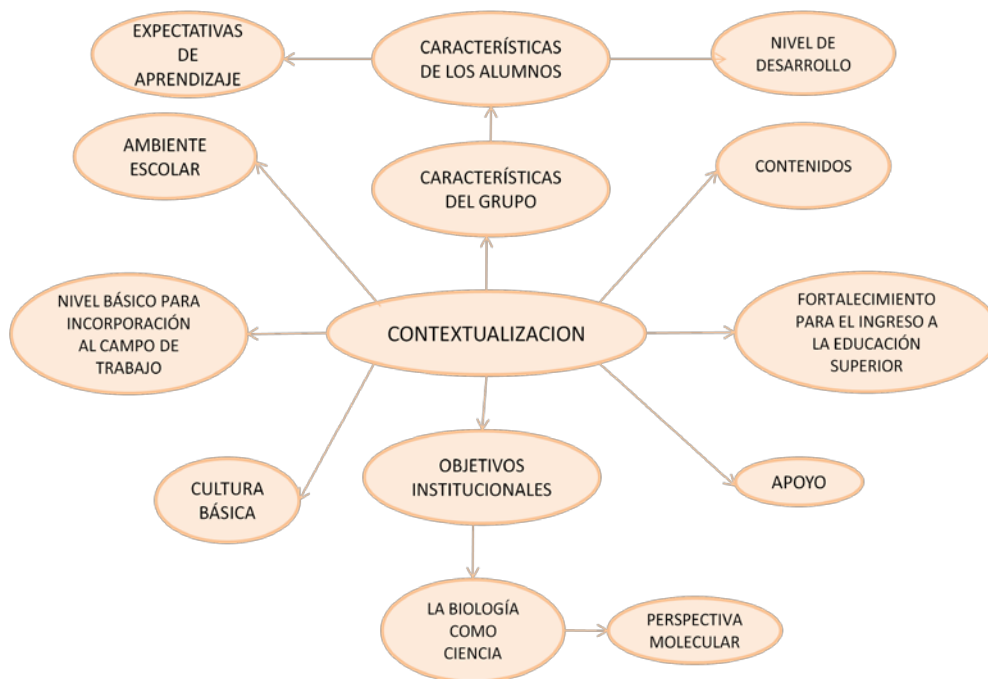 EXPECTATIVAS
DE
APRENDIZAJE
CARACTERÍSTICAS
DE LOS ALUMNOS
NIVEL DE
DESARROLLO
AMBIENTE
ESCOLAR
CARACTERÍSTICAS
DEL GRUPO
CONTENIDOS
NIVEL BÁSICO PARA
INCORPORACIÓN
AL CAMPO DE
TRABAJO
CONTEXTUALIZACION
FORTALECIMIENTO
PARA EL INGRESO A
LA EDUCACIÓN
SUPERIOR
CULTURA
BÁSICA
OBJETIVOS
INSTITUCIONALES
APOYO
LA BIOLOGÍA
COMO
CIENCIA
PERSPECTIVA
MOLECULAR